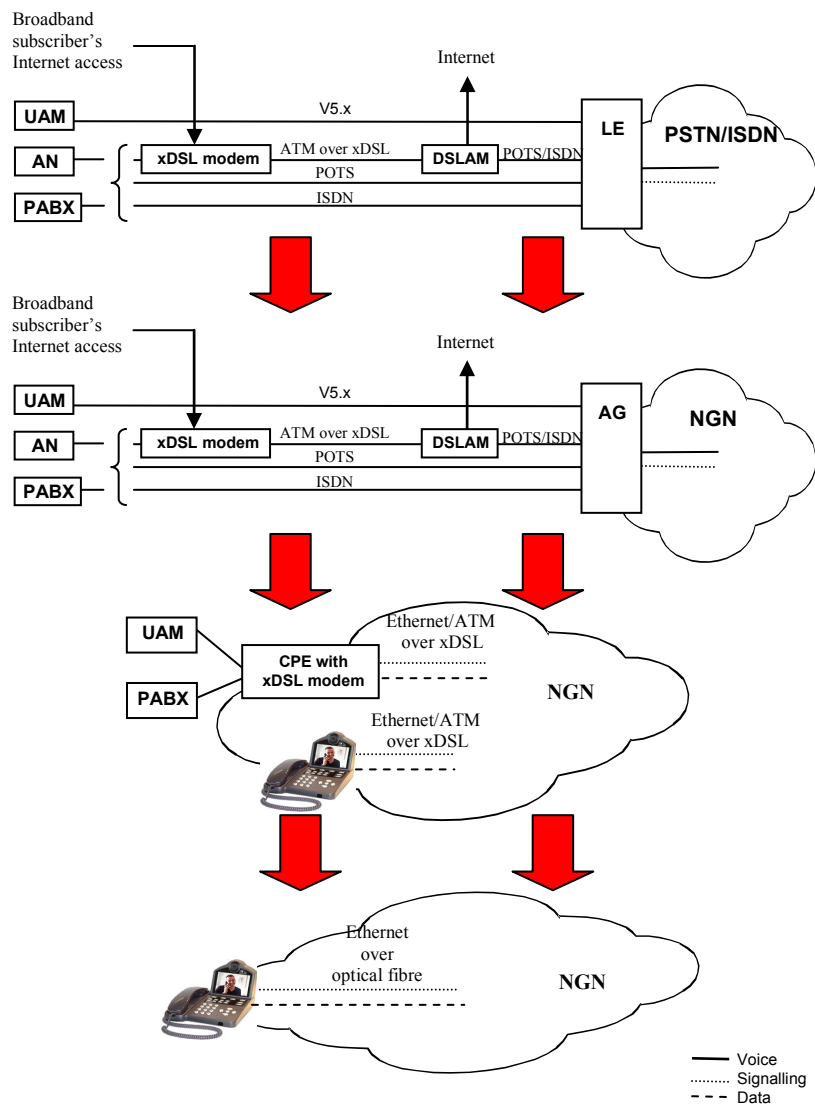 Broadband
subscriber's
Internet access
Internet
UAM
V5.x
LE
PSTN/ISDN
AN
xDSL modem
ATM over xDSL
DSLAM
POTS/ISDN
POTS
PABX
ISDN
Broadband
subscriber's
Internet access
Internet
UAM
V5.x
AG
NGN
AN
xDSL modem
ATM over xDSL
DSLAM
POTS/ISDN
POTS
PABX
ISDN
UAM
PABX
CPE with
xDSL modem
Ethernet/ATM
over xDSL
NGN
Ethernet/ATM
over xDSL
Ethernet
over
optical fibre
NGN
Voice
Signalling
Data